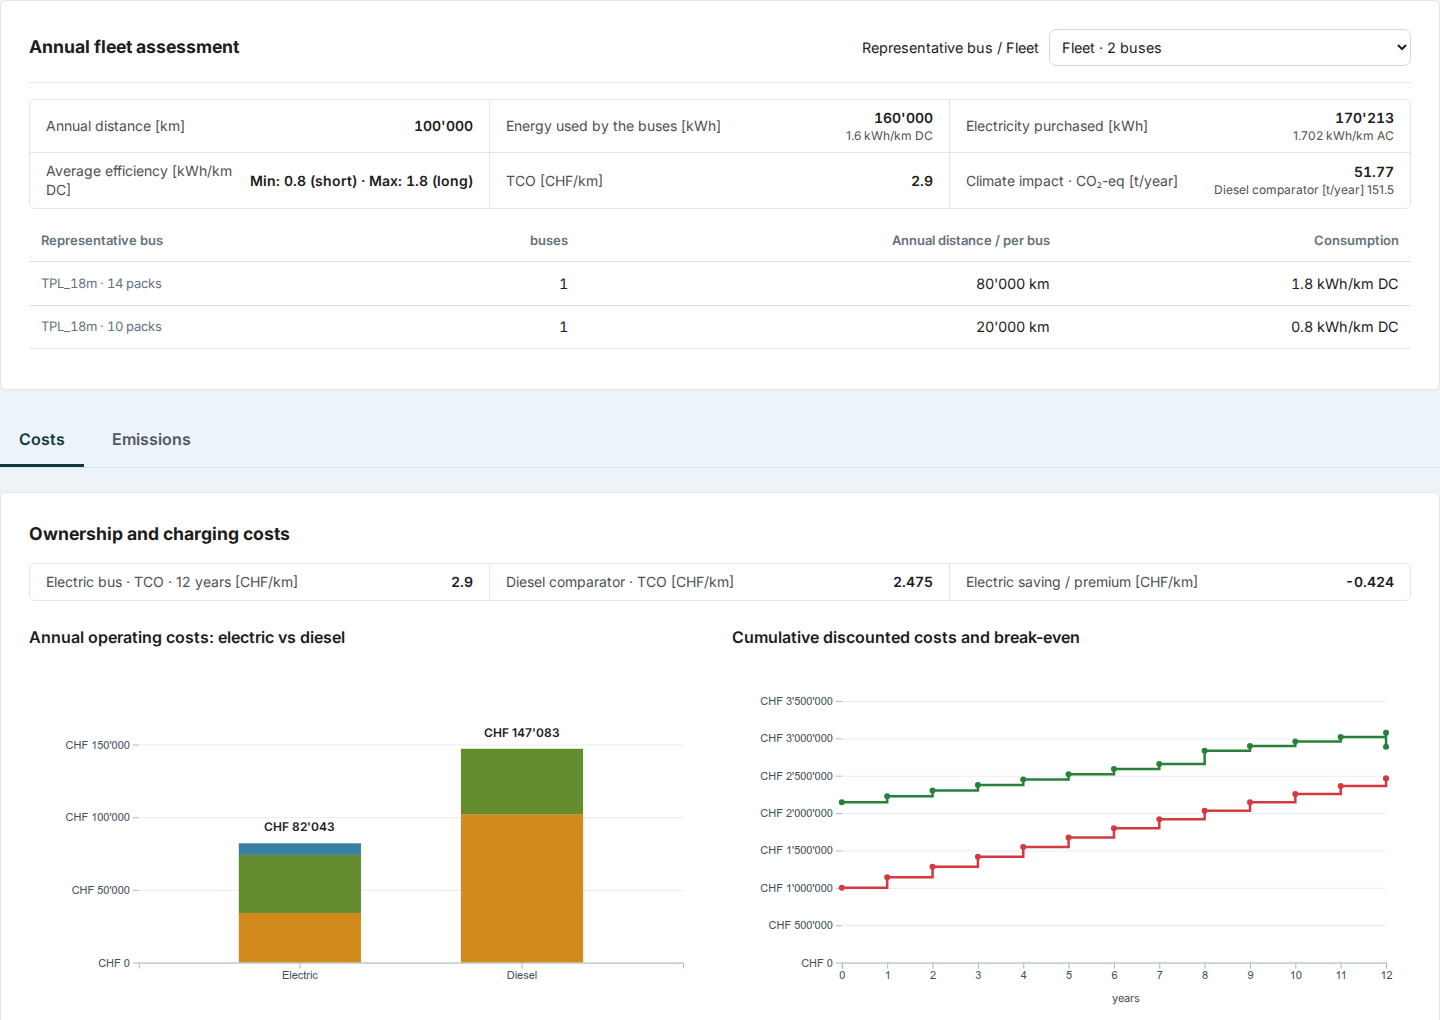 Annual fleet assessment
Representative bus / Fleet
Fleet · 2 buses
Annual distance [km]
100'000
Energy used by the buses [kWh]
160'000
1.6 kWh/km DC
Electricity purchased [kWh]
170'213
1.702 kWh/km AC
Average efficiency [kWh/km
DC]
Min: 0.8 (short) · Max: 1.8 (long)
TCO [CHF/km]
2.9
Climate impact · CO₂-eq [t/year]
51.77
Diesel comparator [t/year] 151.5
Representative bus
buses
Annual distance / per bus
Consumption
TPL_18m · 14 packs
1
80'000 km
1.8 kWh/km DC
TPL_18m · 10 packs
1
20'000 km
0.8 kWh/km DC
Costs
Emissions
Ownership and charging costs
Electric bus · TCO · 12 years [CHF/km]
2.9
Diesel comparator · TCO [CHF/km]
2.475
Electric saving / premium [CHF/km]
-0.424
Annual operating costs: electric vs diesel
CHF 150'000
CHF 100'000
CHF 50'000
CHF 0
CHF 82'043
CHF 147'083
Electric
Diesel
Cumulative discounted costs and break-even
CHF 3'500'000
CHF 3'000'000
CHF 2'500'000
CHF 2'000'000
CHF 1'500'000
CHF 1'000'000
CHF 500'000
CHF 0
0 1 2 3 4 5 6 7 8 9 10 11 12
years